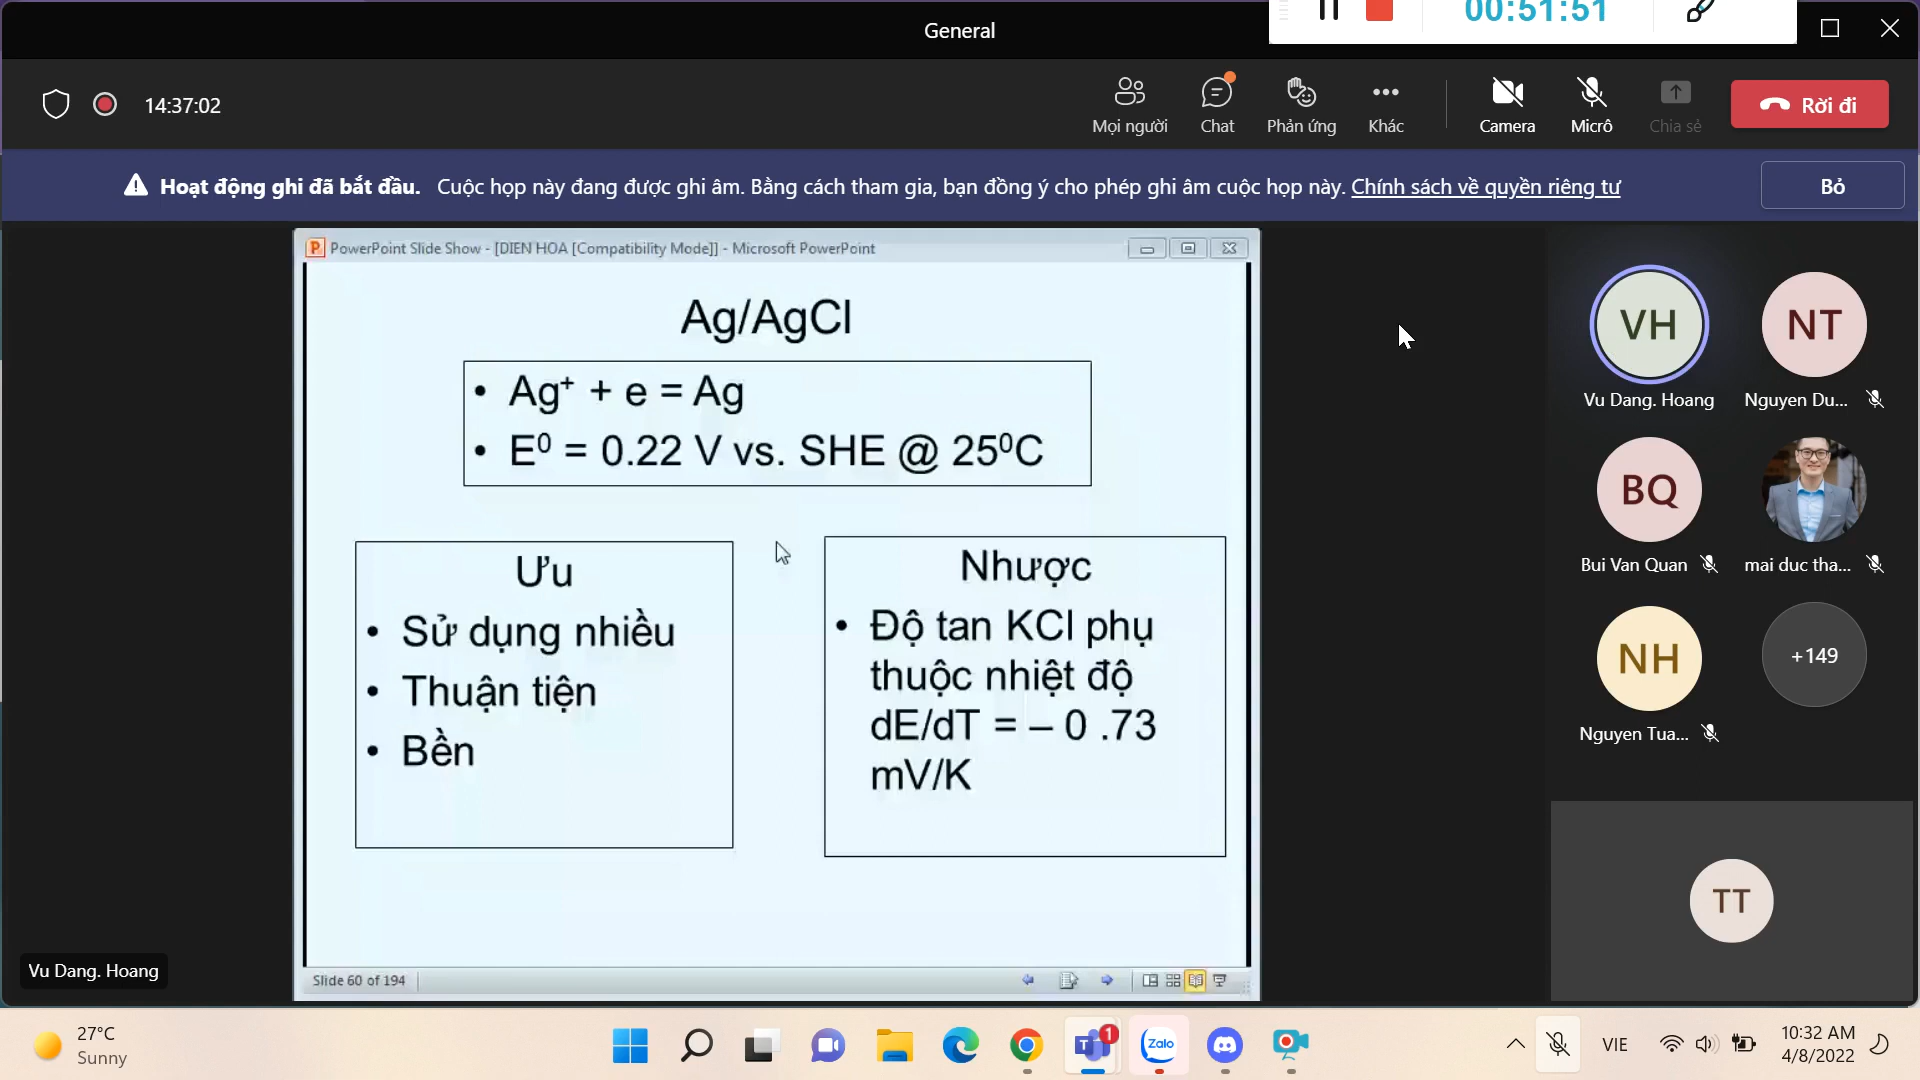 General
00:51:51
14:37:02
Mọi người
Chat
Phản ứng
Khác
Camera
Micrô
Chia sẻ
Rời đi
Hoạt động ghi đã bắt đầu. Cuộc họp này đang được ghi âm. Bằng cách tham gia, bạn đồng ý cho phép ghi âm cuộc họp này. Chính sách về quyền riêng tư
Bỏ
PowerPoint Slide Show - [DIEN HOA [Compatibility Mode]] - Microsoft PowerPoint
Ag/AgCl
• Ag⁺ + e = Ag
• E⁰ = 0.22 V vs. SHE @ 25⁰C
Ưu
• Sử dụng nhiều
• Thuận tiện
• Bền
Nhược
• Độ tan KCl phụ
thuộc nhiệt độ
dE/dT = – 0 .73
mV/K
Slide 60 of 194
Vu Dang. Hoang
VH
Vu Dang. Hoang
NT
Nguyen Du...
BQ
Bui Van Quan
mai duc tha...
NH
Nguyen Tua...
+149
TT
27°C
Sunny
1
Zalo
VIE
10:32 AM
4/8/2022